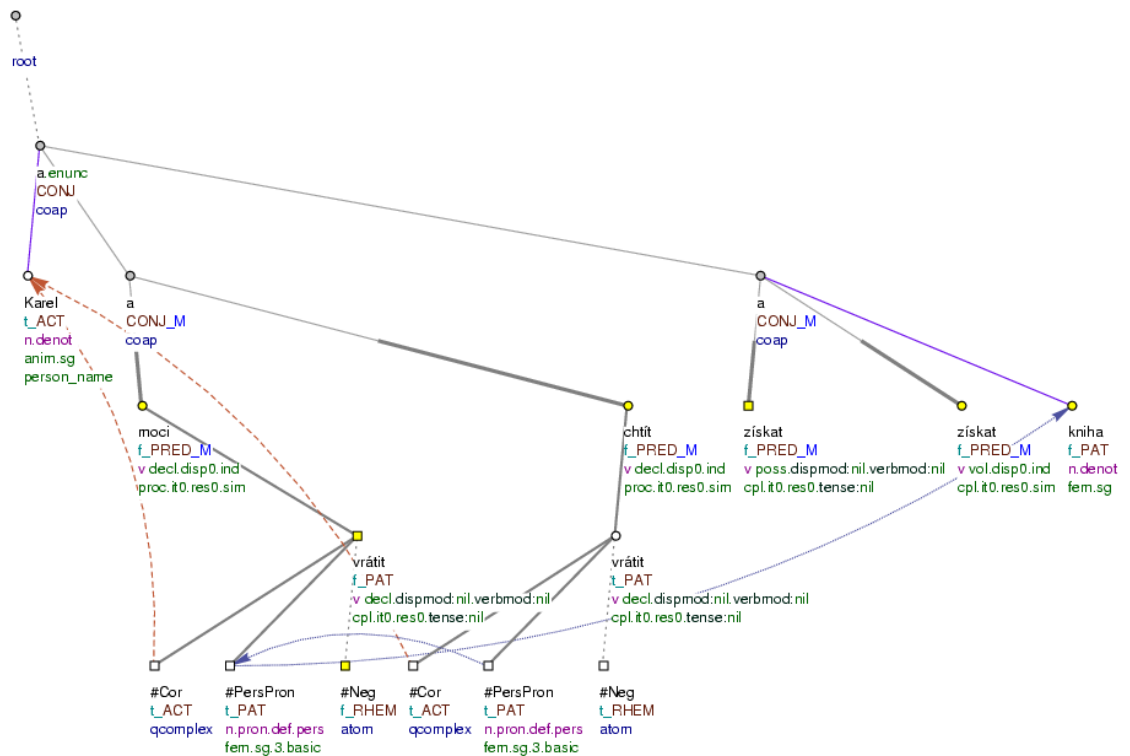 root
a.enunc
CONJ
coap
Karel
t_ACT
n.denot
anim.sg
person_name
a
CONJ_M
coap
a
CONJ_M
coap
moci
f_PRED_M
v decl.disp0.ind
proc.it0.res0.sim
chtít
f_PRED_M
v decl.disp0.ind
proc.it0.res0.sim
získat
f_PRED_M
v poss.dispmod:nil.verbmod:nil
cpl.it0.res0.tense:nil
získat
f_PRED_M
v vol.disp0.ind
cpl.it0.res0.sim
kniha
f_PAT
n.denot
fem.sg
vrátit
f_PAT
v decl.dispmod:nil.verbmod:nil
cpl.it0.res0.tense:nil
vrátit
t_PAT
v decl.dispmod:nil.verbmod:nil
cpl.it0.res0.tense:nil
#Cor
t_ACT
qcomplex
#PersPron
t_PAT
n.pron.def.pers
fem.sg.3.basic
#Neg
f_RHEM
atom
#Cor
t_ACT
qcomplex
#PersPron
t_PAT
n.pron.def.pers
fem.sg.3.basic
#Neg
t_RHEM
atom